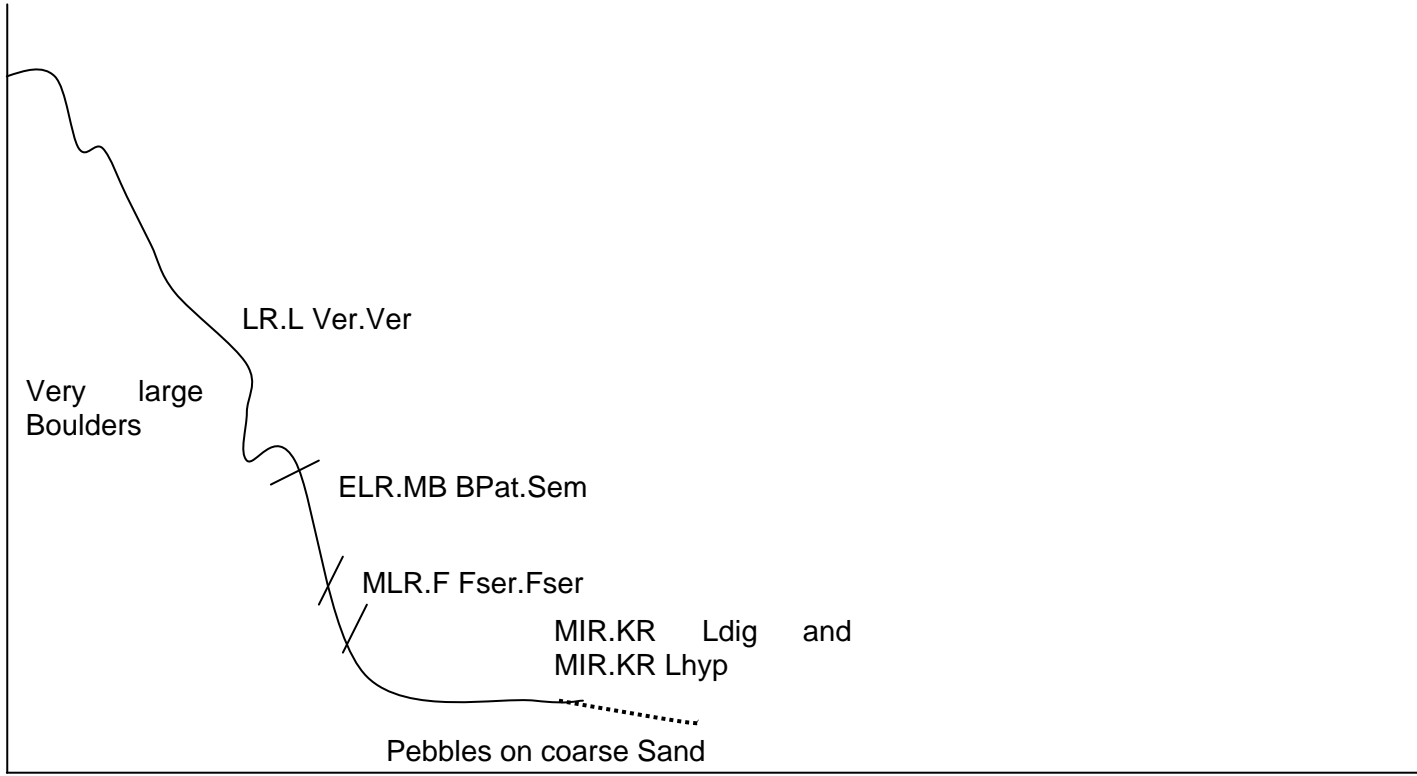 LR.L Ver.Ver
Very large
Boulders
ELR.MB BPat.Sem
MLR.F Fser.Fser
MIR.KR Ldig and
MIR.KR Lhyp
Pebbles on coarse Sand